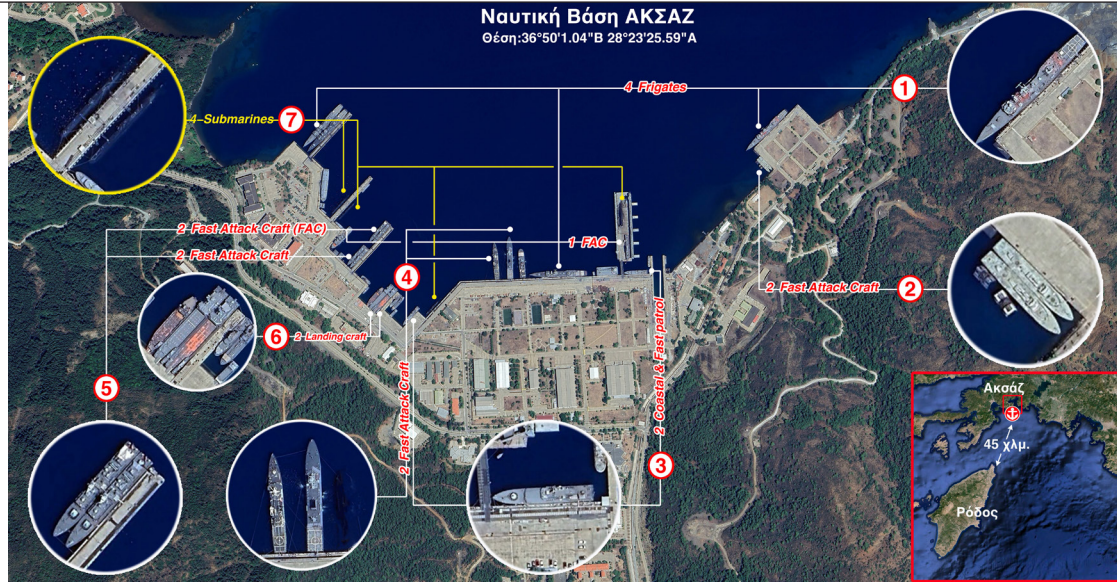 Ναυτική Βάση ΑΚΣΑΖ
Θέση:36°50'1.04"Β 28°23'25.59"Α
4 Frigates
1
4-Submarines
7
2 Fast Attack Craft (FAC)
1 FAC
2 Fast Attack Craft
4
2 Fast Attack Craft
2
6
2 Landing craft
5
2 Fast Attack Craft
2 Coastal & Fast patrol
3
Ακσάζ
45 χλμ.
Ρόδος